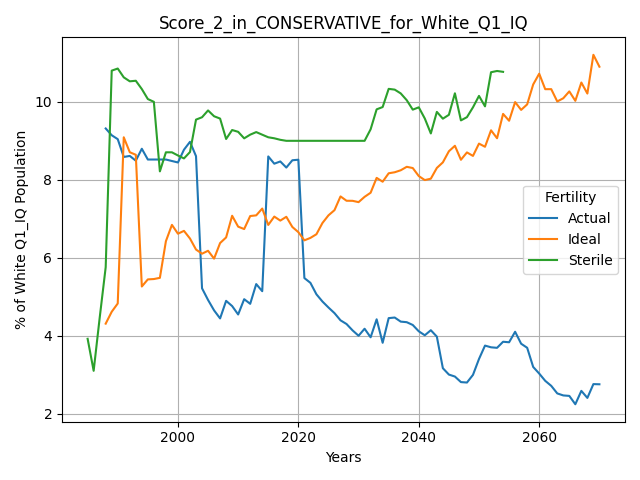 Score_2_in_CONSERVATIVE_for_White_Q1_IQ
% of White Q1_IQ Population
10
8
6
4
2
Fertility
Actual
Ideal
Sterile
2000
2020
2040
2060
Years